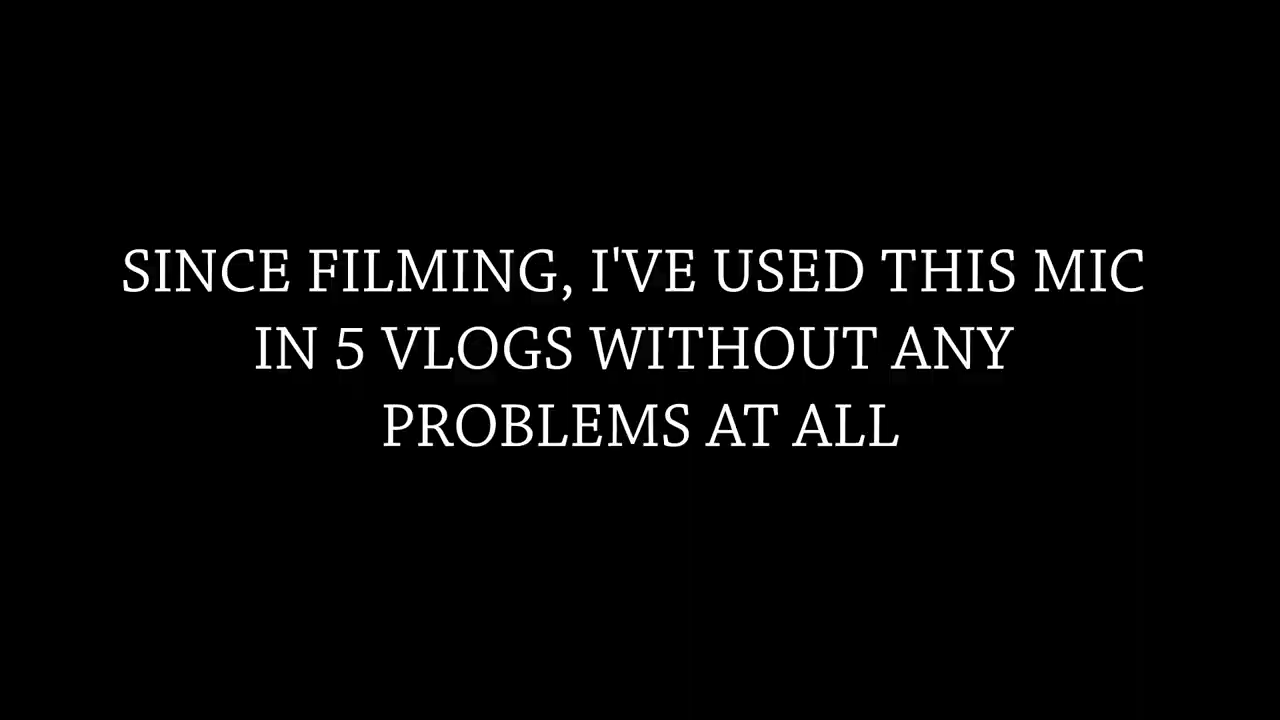 SINCE FILMING, I'VE USED THIS MIC
IN 5 VLOGS WITHOUT ANY
PROBLEMS AT ALL